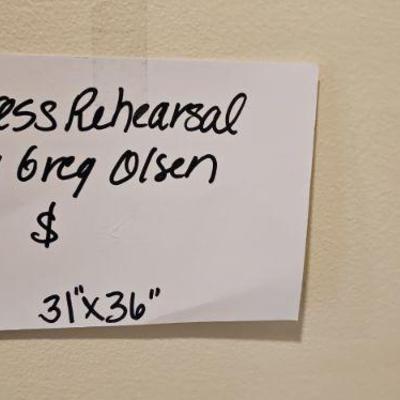 ess Rehearsal
Greg Olsen
$
31"x36"